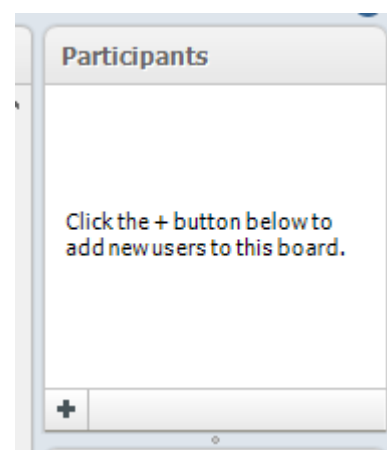 Participants
Click the + button below to
add new users to this board.
+